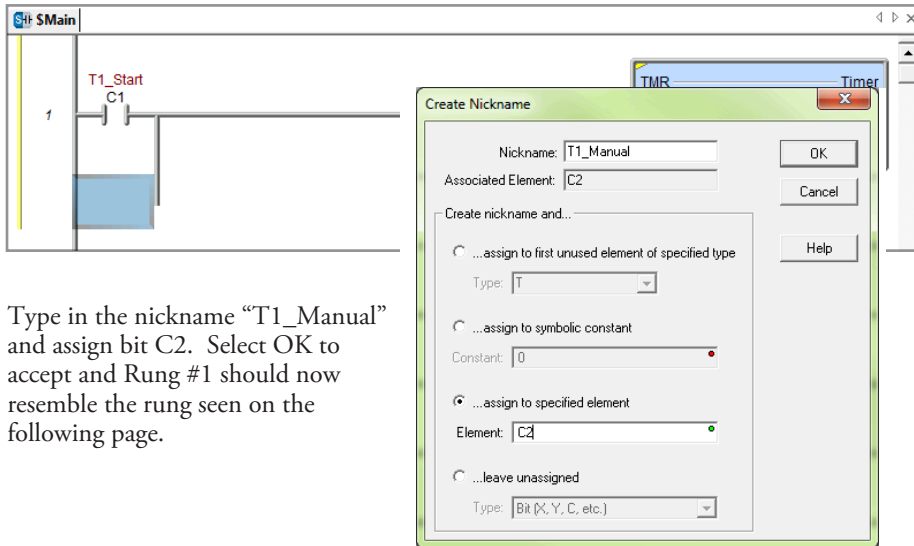 $Main
T1_Start
C1
1
TMR Timer
Create Nickname
Nickname: T1_Manual
OK
Associated Element: C2
Cancel
Create nickname and...
Help
...assign to first unused element of specified type
Type: T
...assign to symbolic constant
Constant: 0
...assign to specified element
Element: C2
...leave unassigned
Type: Bit (X, Y, C, etc.)
Type in the nickname “T1_Manual”
and assign bit C2. Select OK to
accept and Rung #1 should now
resemble the rung seen on the
following page.